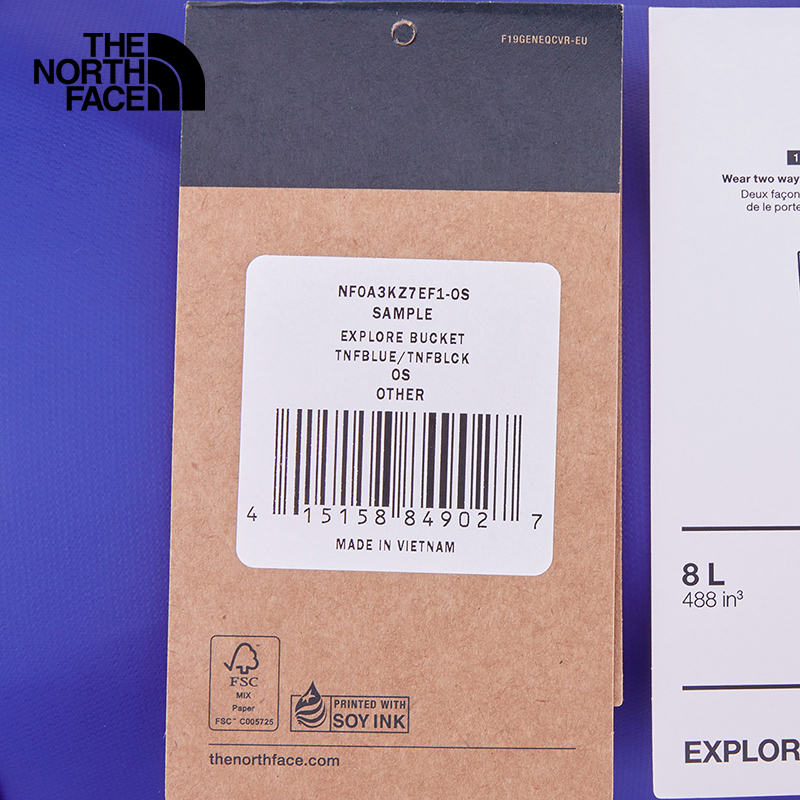 THE
NORTH
FACE
F19GENEQCVR-EU
NF0A3KZ7EF1-OS
SAMPLE
EXPLORE BUCKET
TNFBLUE/TNFBLCK
OS
OTHER
4 15158 84902 7
MADE IN VIETNAM
FSC
MIX
Paper
FSC™ C005725
PRINTED WITH
SOY INK
thenorthface.com
1
Wear two way
Deux façon
de le porte
8 L
488 in³
EXPLOR